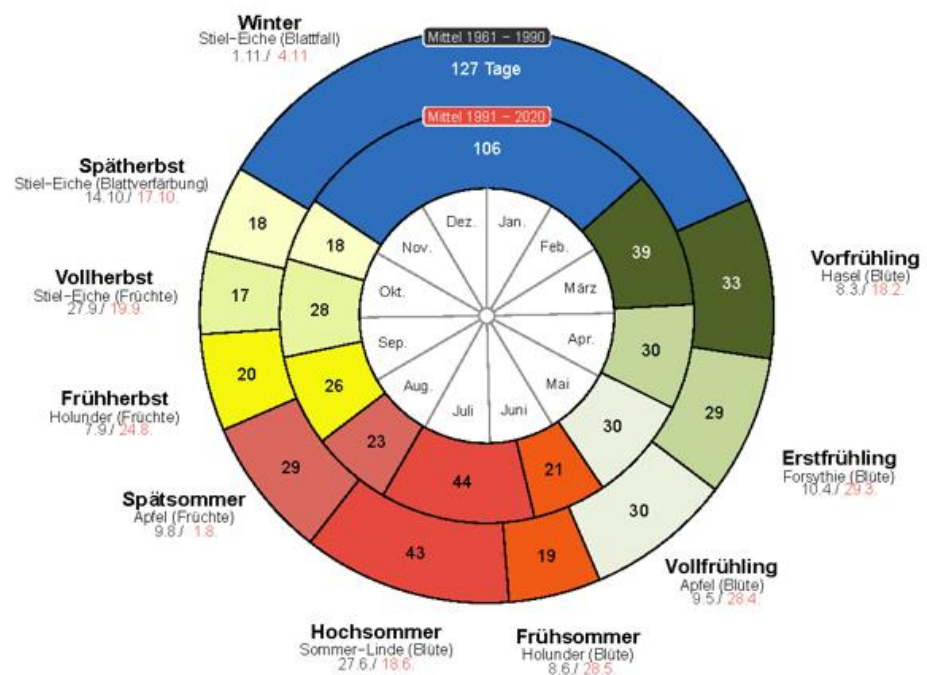 Winter
Stiel-Eiche (Blattfall)
1.11./ 4.11.
Mittel 1961 – 1990
127 Tage
Mittel 1991 – 2020
106
Spätherbst
Stiel-Eiche (Blattverfärbung)
14.10./ 17.10.
18
18
Vollherbst
Stiel-Eiche (Früchte)
27.9./ 19.9.
17
28
Frühherbst
Holunder (Früchte)
7.9./ 24.8.
20
26
Spätsommer
Apfel (Früchte)
9.8./ 1.8.
29
23
Hochsommer
Sommer-Linde (Blüte)
27.6./ 18.6.
43
44
Frühsommer
Holunder (Blüte)
8.6./ 28.5.
19
21
Vollfrühling
Apfel (Blüte)
9.5./ 28.4.
30
30
Erstfrühling
Forsythie (Blüte)
10.4./ 29.3.
29
30
Vorfrühling
Hasel (Blüte)
8.3./ 18.2.
33
39
Jan.
Feb.
März
Apr.
Mai
Juni
Juli
Aug.
Sep.
Okt.
Nov.
Dez.